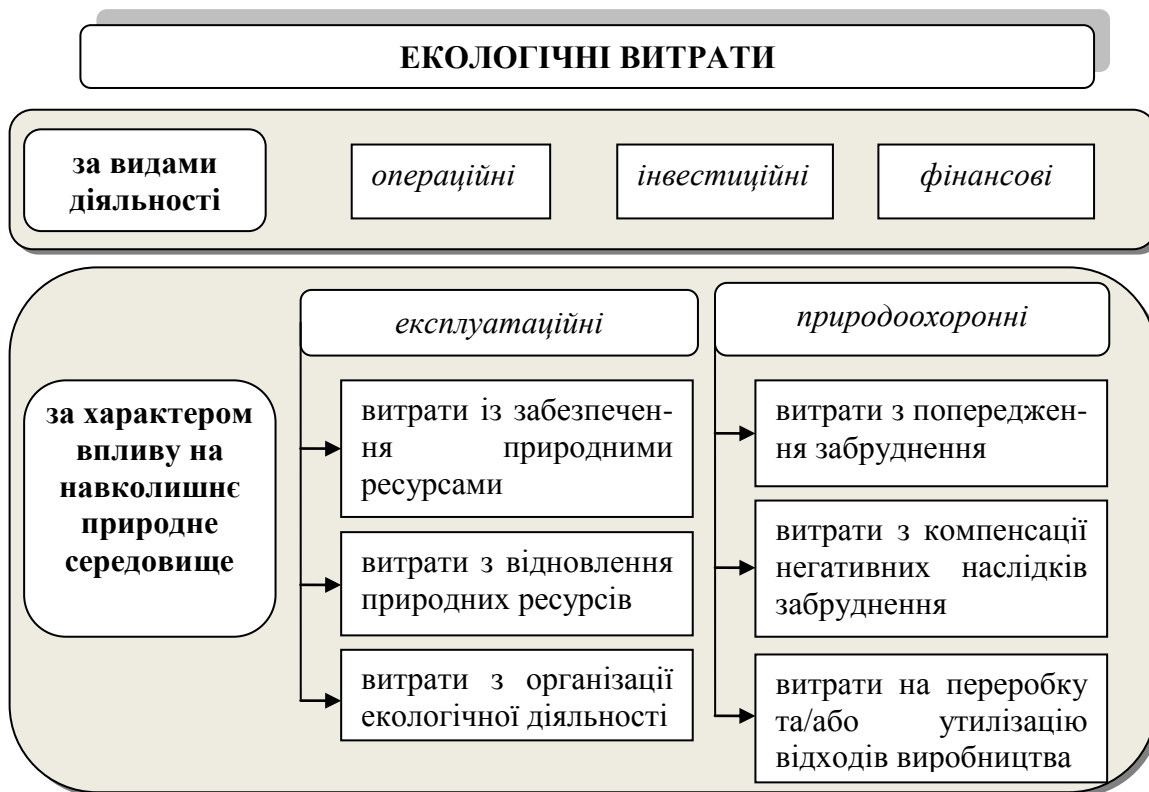 ЕКОЛОГІЧНІ ВИТРАТИ
за видами
діяльності
операційні
інвестиційні
фінансові
за характером
впливу на
навколишнє
природне
середовище
експлуатаційні
витрати із забезпечен-
ня природними
ресурсами
витрати з відновлення
природних ресурсів
витрати з організації
екологічної діяльності
природоохоронні
витрати з попереджен-
ня забруднення
витрати з компенсації
негативних наслідків
забруднення
витрати на переробку
та/або утилізацію
відходів виробництва